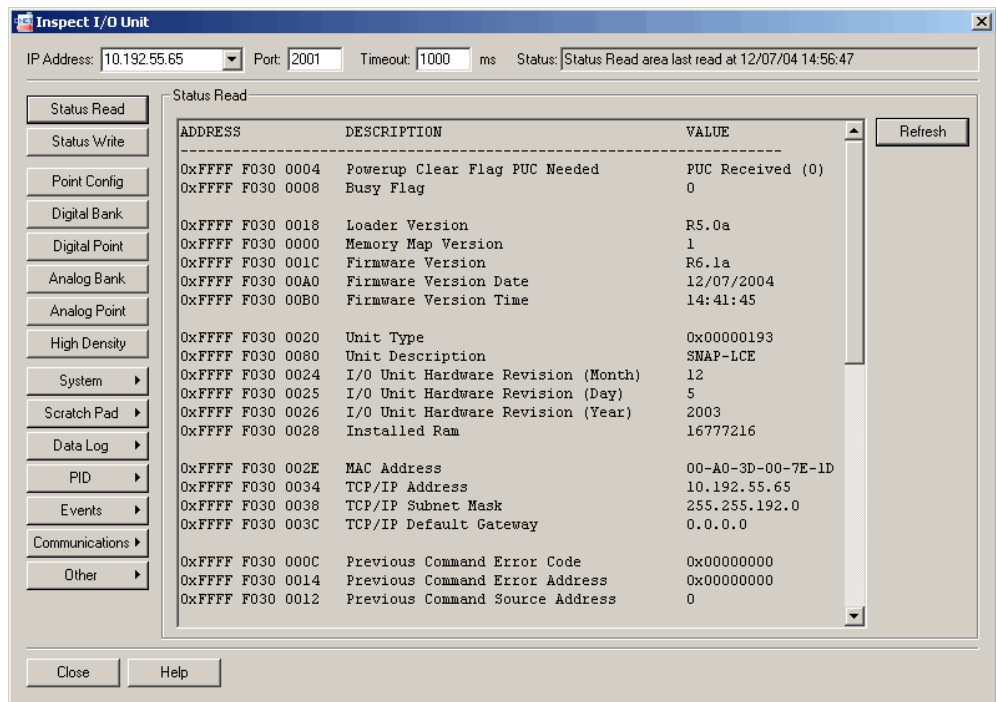 Inspect I/O Unit
IP Address: 10.192.55.65 Port: 2001 Timeout: 1000 ms Status: Status Read area last read at 12/07/04 14:56:47
Status Read
Status Write
Point Config
Digital Bank
Digital Point
Analog Bank
Analog Point
High Density
System
Scratch Pad
Data Log
PID
Events
Communications
Other
Status Read
ADDRESS DESCRIPTION VALUE
--------------------------------------------------------------------------
0xFFFF F030 0004 Powerup Clear Flag PUC Needed PUC Received (0)
0xFFFF F030 0008 Busy Flag 0
0xFFFF F030 0018 Loader Version R5.0a
0xFFFF F030 0000 Memory Map Version 1
0xFFFF F030 001C Firmware Version R6.1a
0xFFFF F030 00A0 Firmware Version Date 12/07/2004
0xFFFF F030 00B0 Firmware Version Time 14:41:45
0xFFFF F030 0020 Unit Type 0x00000193
0xFFFF F030 0080 Unit Description SNAP-LCE
0xFFFF F030 0024 I/O Unit Hardware Revision (Month) 12
0xFFFF F030 0025 I/O Unit Hardware Revision (Day) 5
0xFFFF F030 0026 I/O Unit Hardware Revision (Year) 2003
0xFFFF F030 0028 Installed Ram 16777216
0xFFFF F030 002E MAC Address 00-A0-3D-00-7E-1D
0xFFFF F030 0034 TCP/IP Address 10.192.55.65
0xFFFF F030 0038 TCP/IP Subnet Mask 255.255.192.0
0xFFFF F030 003C TCP/IP Default Gateway 0.0.0.0
0xFFFF F030 000C Previous Command Error Code 0x00000000
0xFFFF F030 0014 Previous Command Error Address 0x00000000
0xFFFF F030 0012 Previous Command Source Address 0
Refresh
Close Help